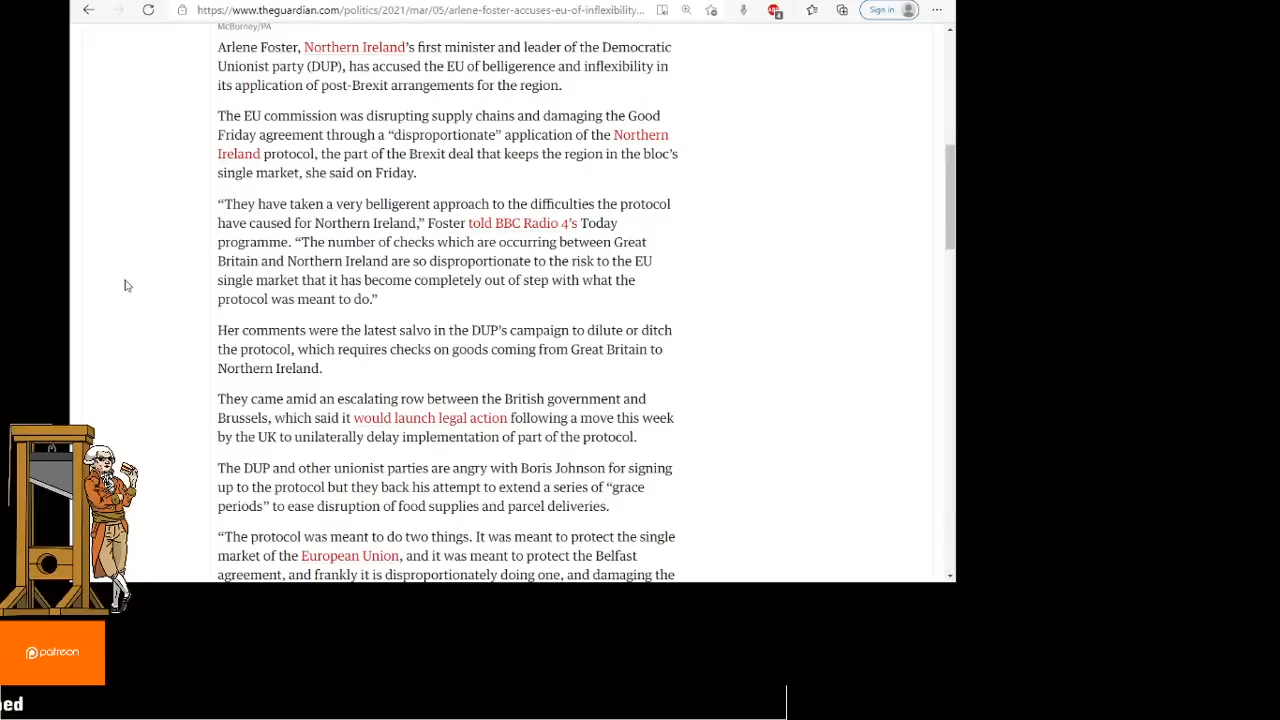 https://www.theguardian.com/politics/2021/mar/05/arlene-foster-accuses-eu-of-inflexibility...
Sign in
McBurney/PA
Arlene Foster, Northern Ireland's first minister and leader of the Democratic
Unionist party (DUP), has accused the EU of belligerence and inflexibility in
its application of post-Brexit arrangements for the region.
The EU commission was disrupting supply chains and damaging the Good
Friday agreement through a “disproportionate” application of the Northern
Ireland protocol, the part of the Brexit deal that keeps the region in the bloc's
single market, she said on Friday.
“They have taken a very belligerent approach to the difficulties the protocol
have caused for Northern Ireland,” Foster told BBC Radio 4's Today
programme. “The number of checks which are occurring between Great
Britain and Northern Ireland are so disproportionate to the risk to the EU
single market that it has become completely out of step with what the
protocol was meant to do.”
Her comments were the latest salvo in the DUP's campaign to dilute or ditch
the protocol, which requires checks on goods coming from Great Britain to
Northern Ireland.
They came amid an escalating row between the British government and
Brussels, which said it would launch legal action following a move this week
by the UK to unilaterally delay implementation of part of the protocol.
The DUP and other unionist parties are angry with Boris Johnson for signing
up to the protocol but they back his attempt to extend a series of “grace
periods” to ease disruption of food supplies and parcel deliveries.
“The protocol was meant to do two things. It was meant to protect the single
market of the European Union, and it was meant to protect the Belfast
agreement, and frankly it is disproportionately doing one, and damaging the
patreon